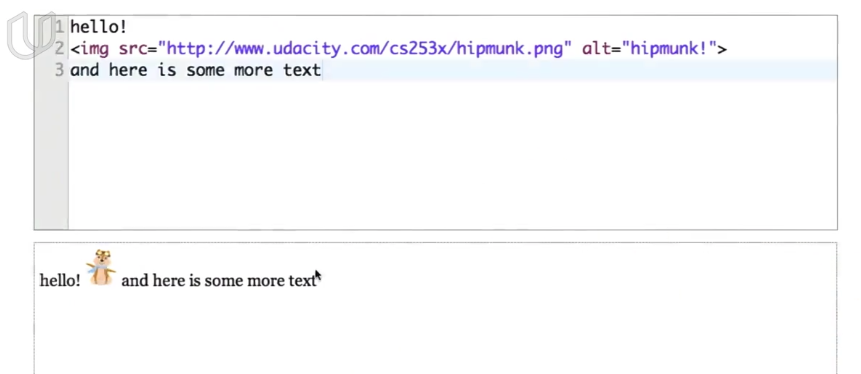 1 hello!
2 <img src="http://www.udacity.com/cs253x/hipmunk.png" alt="hipmunk!">
3 and here is some more text
hello! and here is some more text